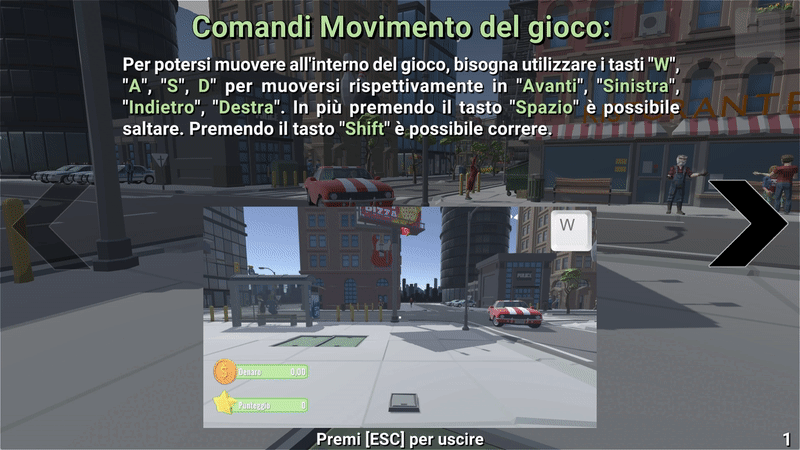 Comandi Movimento del gioco:
Per potersi muovere all'interno del gioco, bisogna utilizzare i tasti "W",
"A", "S", D" per muoversi rispettivamente in "Avanti", "Sinistra",
"Indietro", "Destra". In più premendo il tasto "Spazio" è possibile
saltare. Premendo il tasto "Shift" è possibile correre.
PIZZA
W
POLICE
Denaro 0.00
Punteggio 0
Premi [ESC] per uscire
1